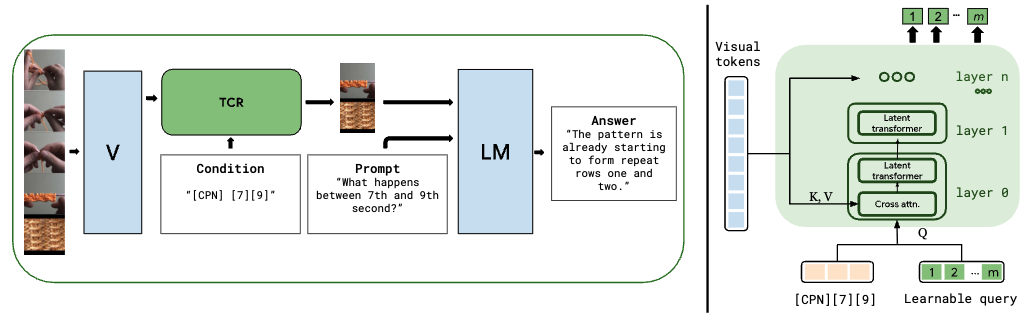 V
TCR
Condition
“[CPN] [7][9]”
Prompt
“What happens
between 7th and 9th
second?”
LM
Answer
“The pattern is
already starting
to form repeat
rows one and
two.”
Visual
tokens
1 2 … m
layer n
Latent
transformer
layer 1
Latent
transformer
layer 0
K, V
Cross attn.
Q
1 2 … m
[CPN][7][9]
Learnable query